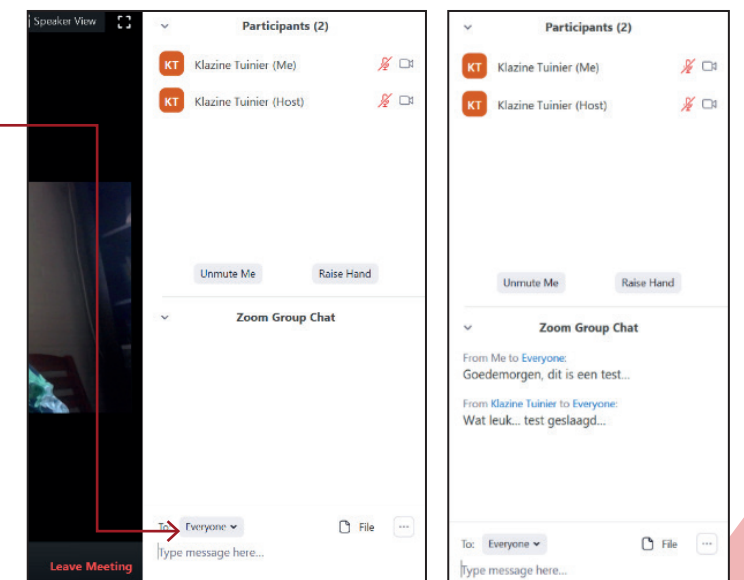 Speaker View
Participants (2)
KT Klazine Tuinier (Me)
KT Klazine Tuinier (Host)
Unmute Me Raise Hand
Zoom Group Chat
To: Everyone File ...
Type message here...
Leave Meeting
Participants (2)
KT Klazine Tuinier (Me)
KT Klazine Tuinier (Host)
Unmute Me Raise Hand
Zoom Group Chat
From Me to Everyone:
Goedemorgen, dit is een test...
From Klazine Tuinier to Everyone:
Wat leuk... test geslaagd...
To: Everyone File ...
Type message here...